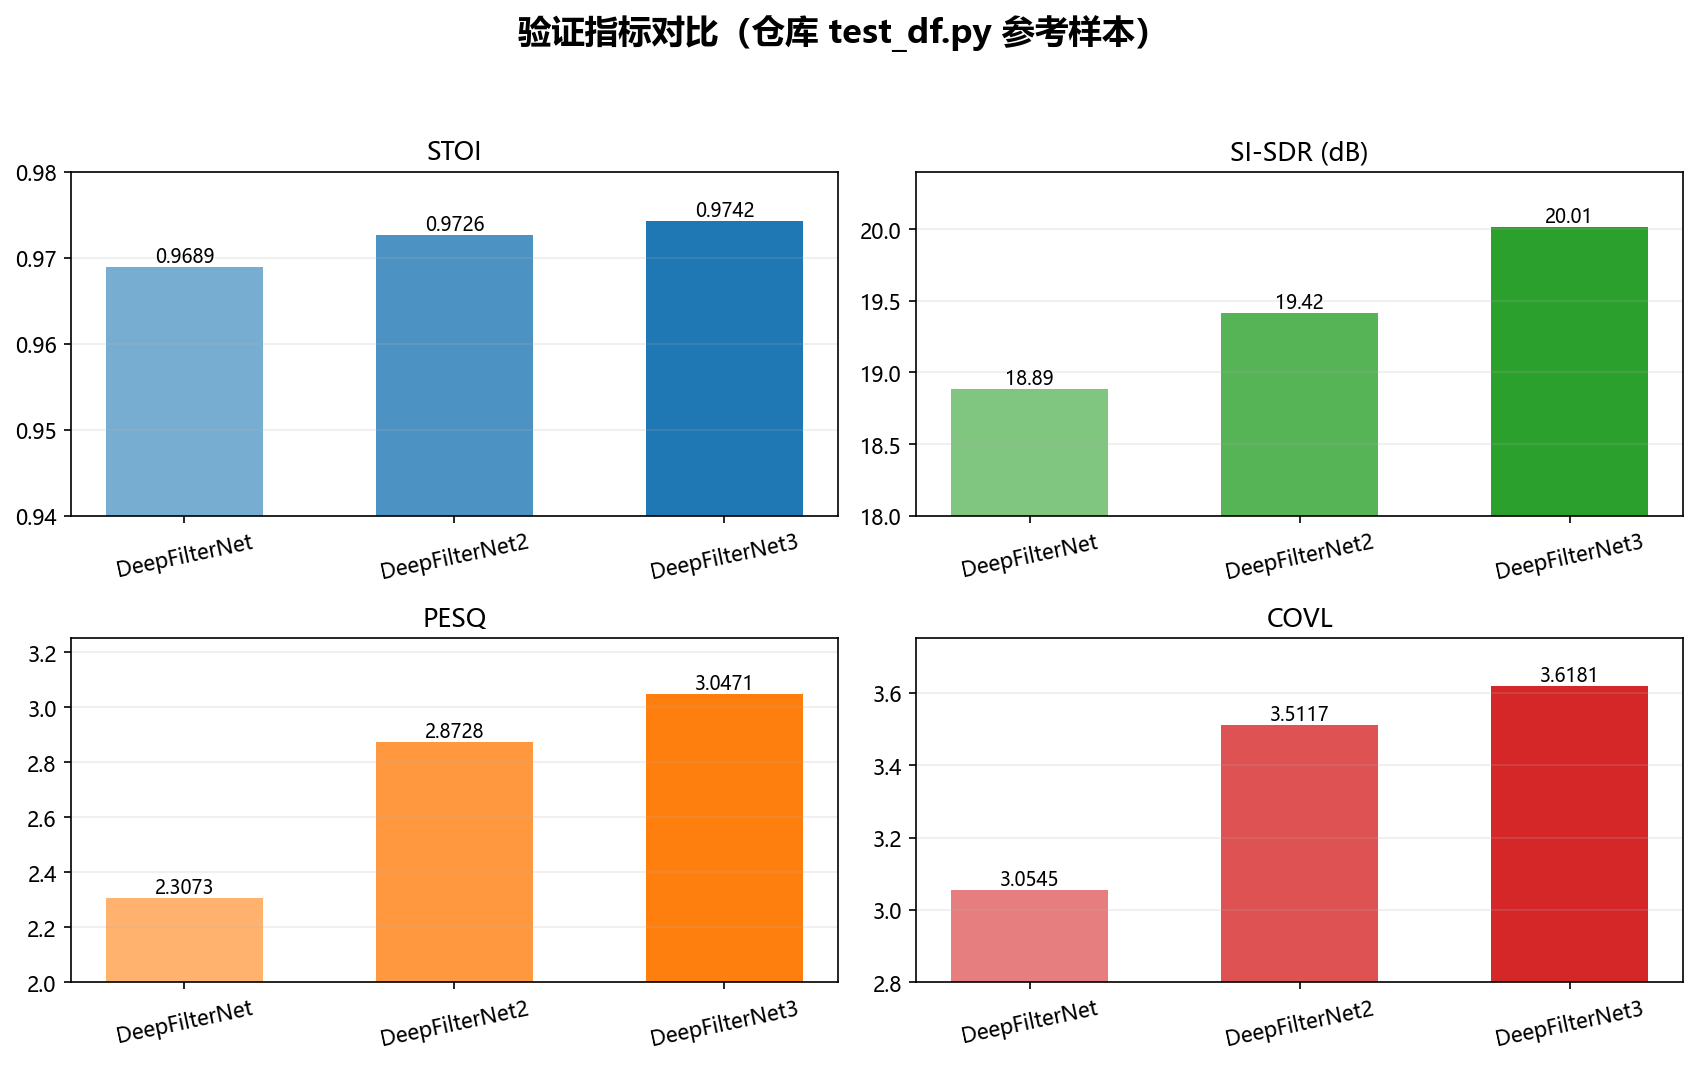 验证指标对比（仓库 test_df.py 参考样本）
STOI
0.98
0.97
0.96
0.95
0.94
0.9689
0.9726
0.9742
DeepFilterNet
DeepFilterNet2
DeepFilterNet3
SI-SDR (dB)
20.0
19.5
19.0
18.5
18.0
18.89
19.42
20.01
DeepFilterNet
DeepFilterNet2
DeepFilterNet3
PESQ
3.2
3.0
2.8
2.6
2.4
2.2
2.0
2.3073
2.8728
3.0471
DeepFilterNet
DeepFilterNet2
DeepFilterNet3
COVL
3.6
3.4
3.2
3.0
2.8
3.0545
3.5117
3.6181
DeepFilterNet
DeepFilterNet2
DeepFilterNet3